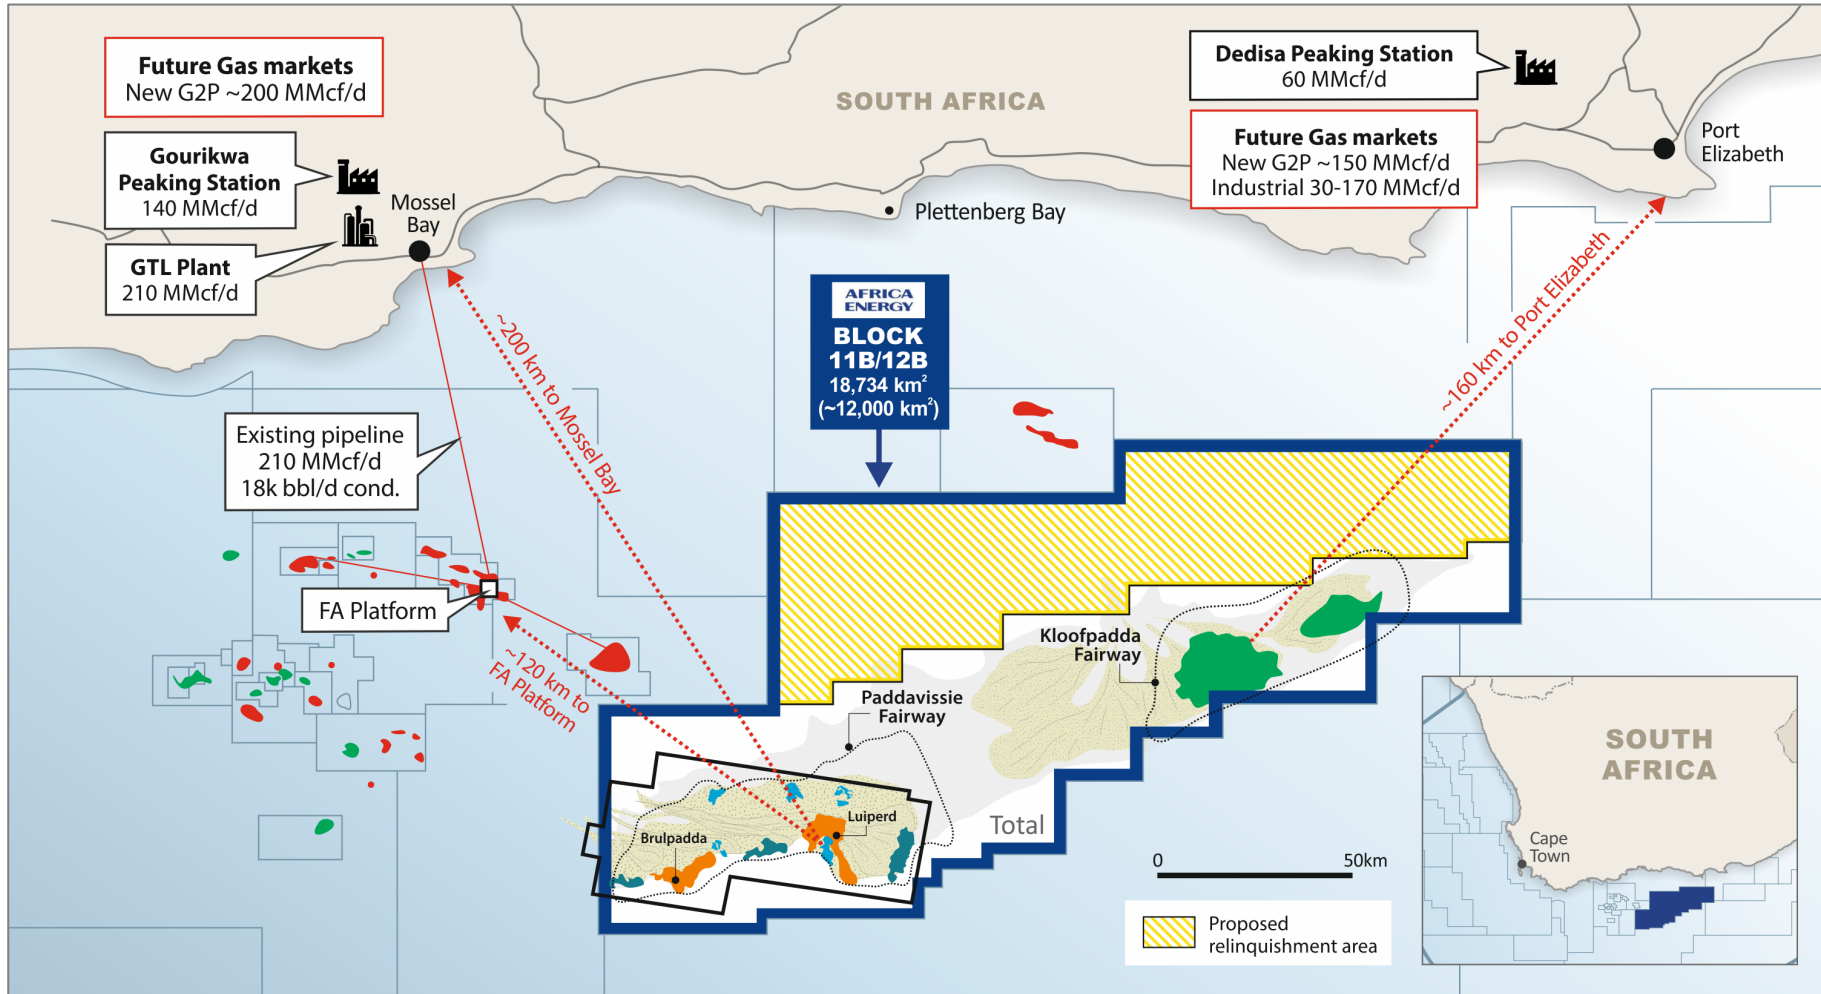 Future Gas markets
New G2P ~200 MMcf/d
Gourikwa
Peaking Station
140 MMcf/d
GTL Plant
210 MMcf/d
Mossel
Bay
SOUTH AFRICA
Plettenberg Bay
Dedisa Peaking Station
60 MMcf/d
Future Gas markets
New G2P ~150 MMcf/d
Industrial 30-170 MMcf/d
Port
Elizabeth
AFRICA
ENERGY
BLOCK
11B/12B
18,734 km²
(~12,000 km²)
~200 km to Mossel Bay
~160 km to Port Elizabeth
Existing pipeline
210 MMcf/d
18k bbl/d cond.
FA Platform
~120 km to
FA Platform
Kloofpadda
Fairway
Paddavissie
Fairway
Brulpadda
Luiperd
Total
0 50km
Proposed
relinquishment area
SOUTH
AFRICA
Cape
Town